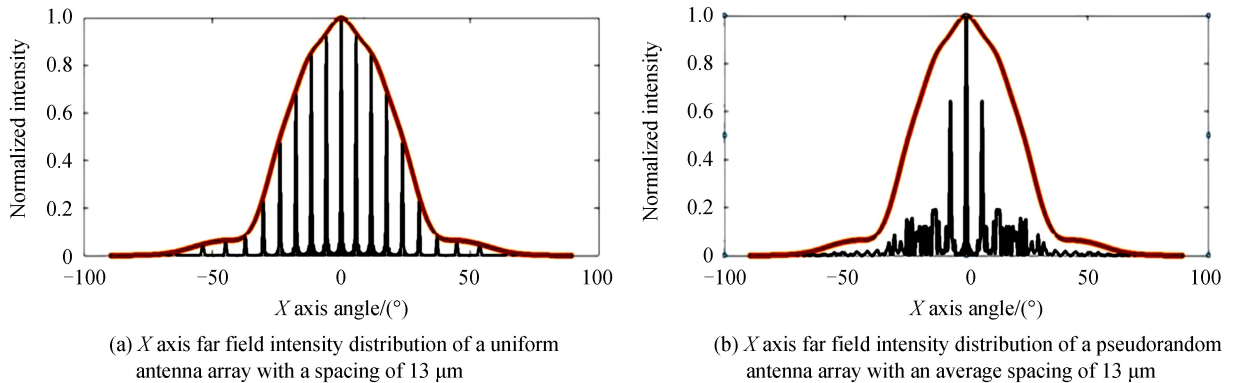 1.0
0.8
0.6
0.4
0.2
0
Normalized intensity
−100
−50
0
50
100
X axis angle/(°)
(a) X axis far field intensity distribution of a uniform
antenna array with a spacing of 13 μm
1.0
0.8
0.6
0.4
0.2
0
Normalized intensity
−100
−50
0
50
100
X axis angle/(°)
(b) X axis far field intensity distribution of a pseudorandom
antenna array with an average spacing of 13 μm